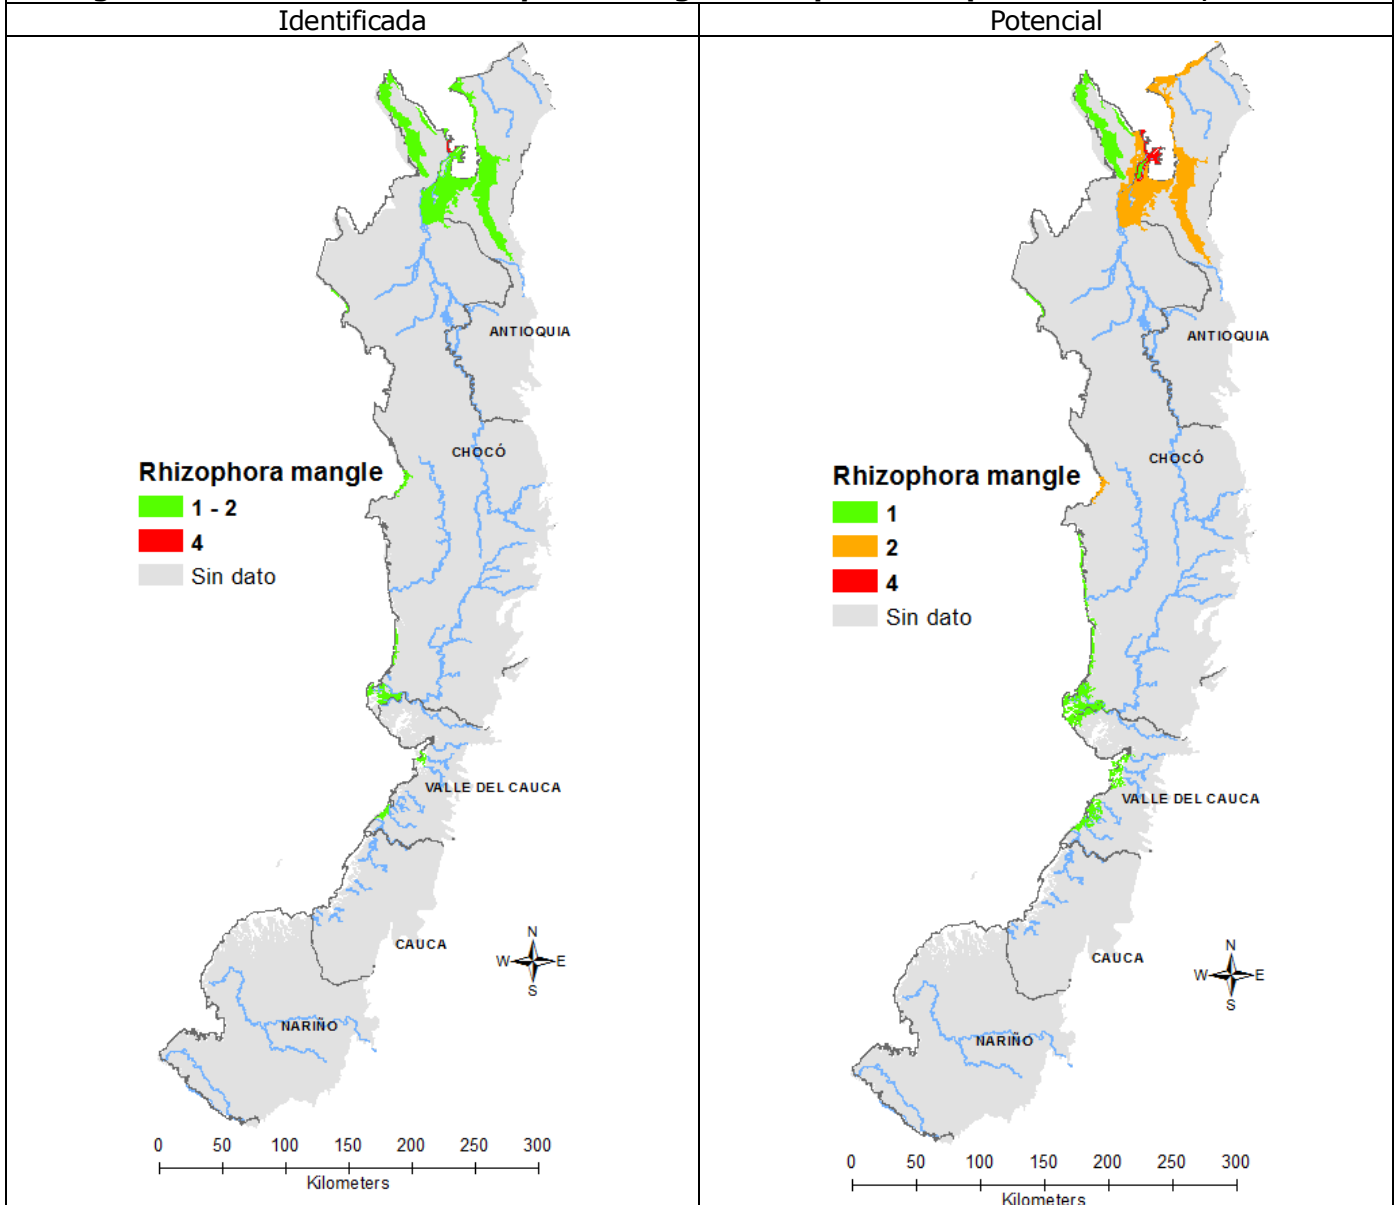 Identificada
Potencial
ANTIOQUIA
CHOCÓ
Rhizophora mangle
1 - 2
4
Sin dato
VALLE DEL CAUCA
CAUCA
NARIÑO
N
W E
S
0 50 100 150 200 250 300
Kilometers
ANTIOQUIA
CHOCÓ
Rhizophora mangle
1
2
4
Sin dato
VALLE DEL CAUCA
CAUCA
NARIÑO
N
W E
S
0 50 100 150 200 250 300
Kilometers